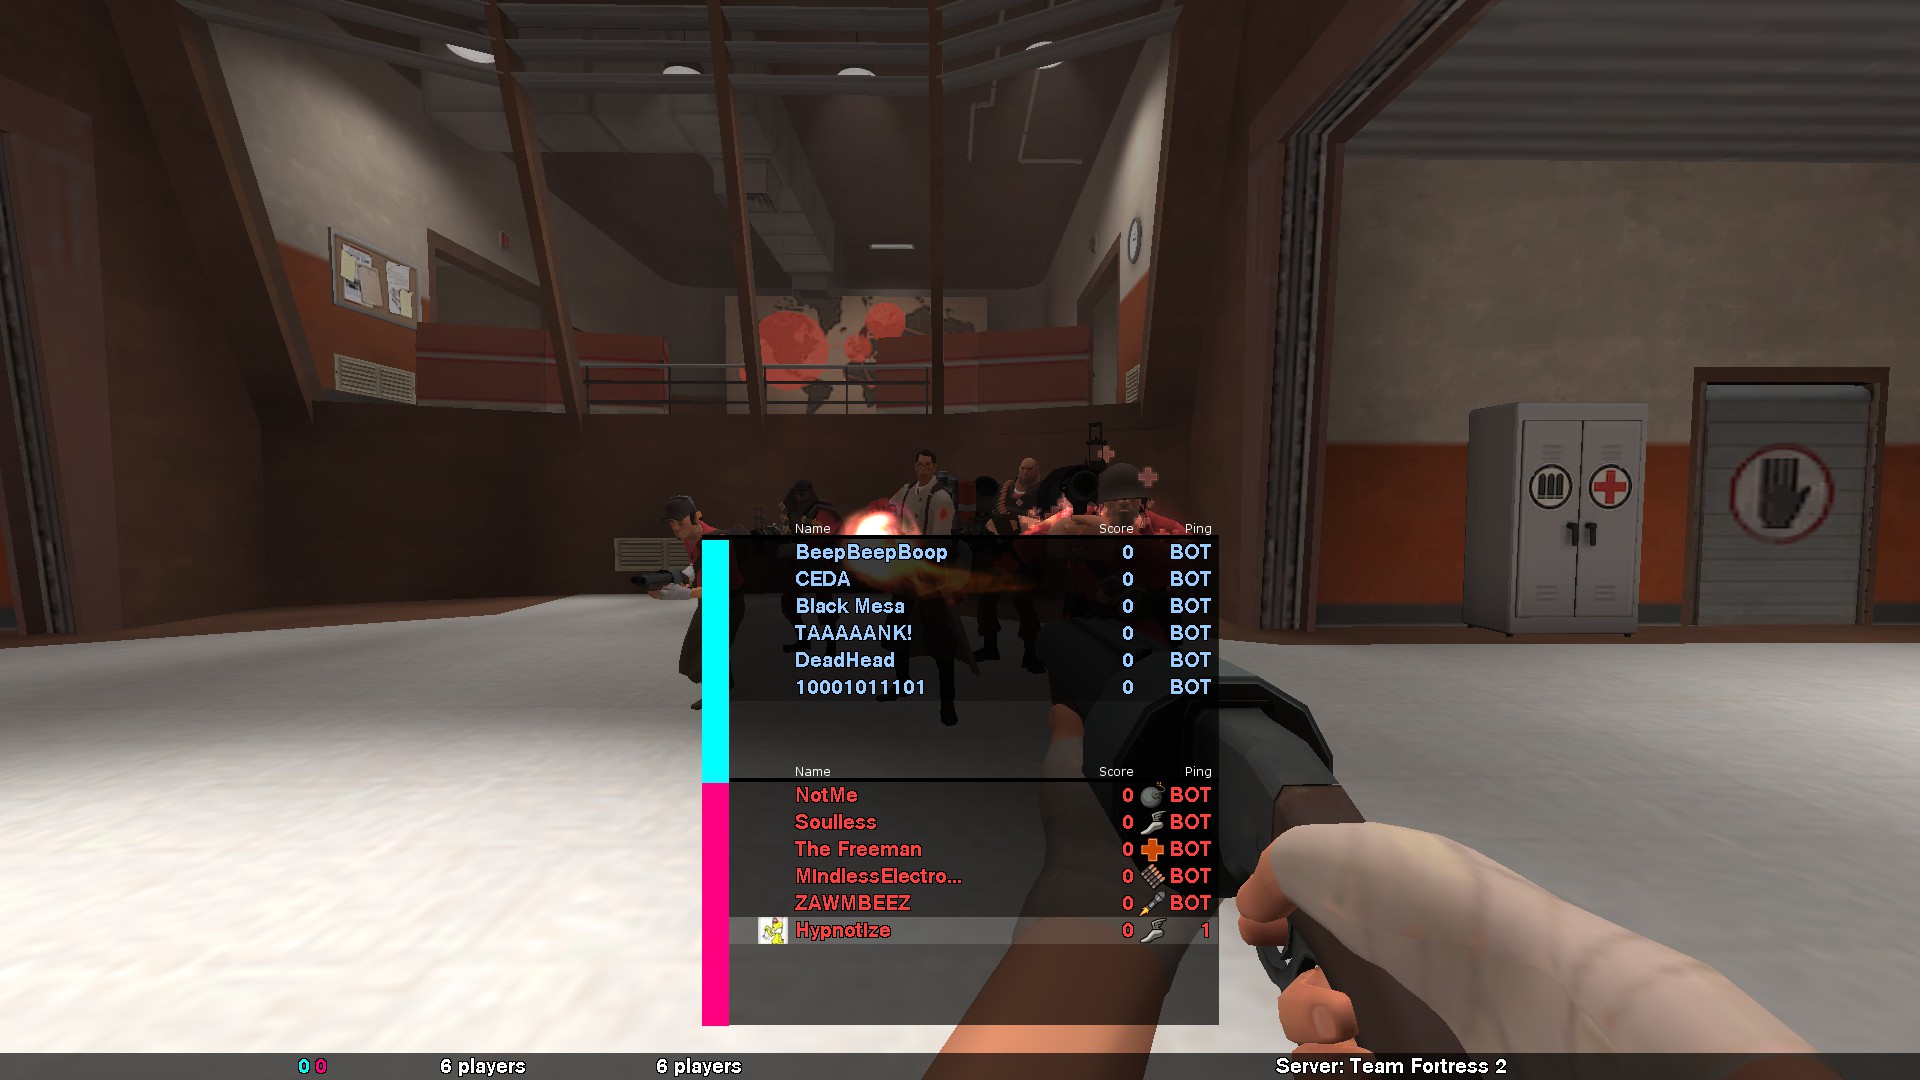 Name Score Ping
BeepBeepBoop 0 BOT
CEDA 0 BOT
Black Mesa 0 BOT
TAAAAANK! 0 BOT
DeadHead 0 BOT
10001011101 0 BOT
Name Score Ping
NotMe 0 BOT
Soulless 0 BOT
The Freeman 0 BOT
MindlessElectro... 0 BOT
ZAWMBEEZ 0 BOT
Hypnotize 0 1
0 0 6 players 6 players Server: Team Fortress 2